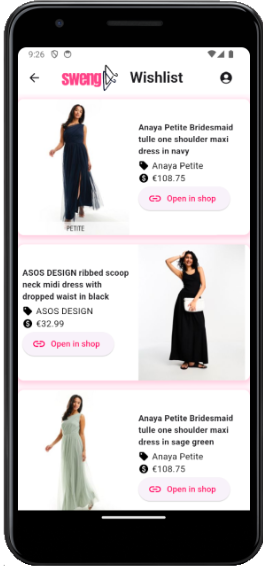 9:26
sweng Wishlist
Anaya Petite Bridesmaid
tulle one shoulder maxi
dress in navy
Anaya Petite
€108.75
Open in shop
PETITE
ASOS DESIGN ribbed scoop
neck midi dress with
dropped waist in black
ASOS DESIGN
€32.99
Open in shop
Anaya Petite Bridesmaid
tulle one shoulder maxi
dress in sage green
Anaya Petite
€108.75
Open in shop